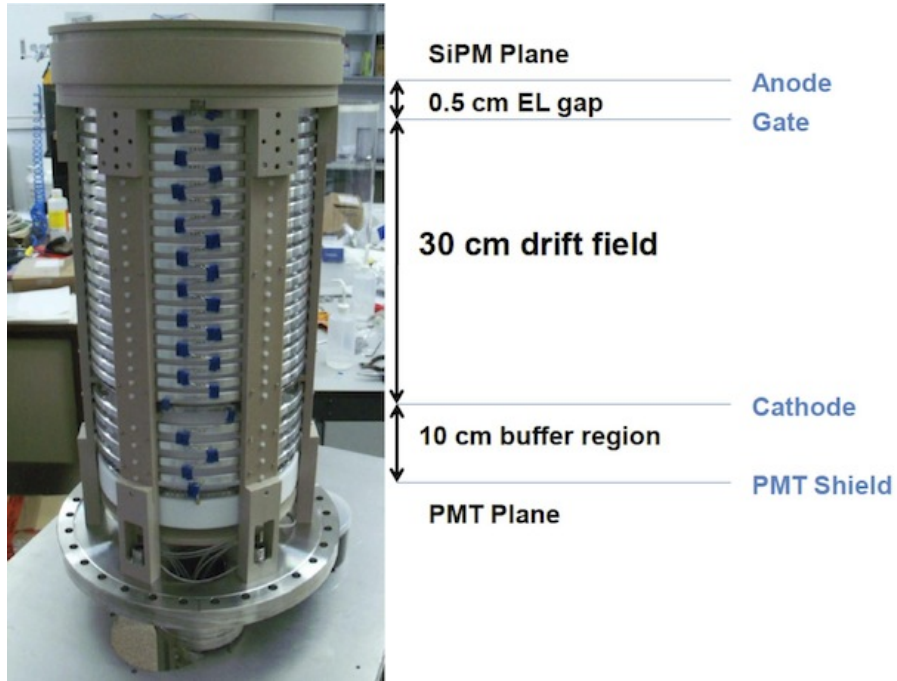 SiPM Plane
Anode
0.5 cm EL gap
Gate
30 cm drift field
Cathode
10 cm buffer region
PMT Shield
PMT Plane